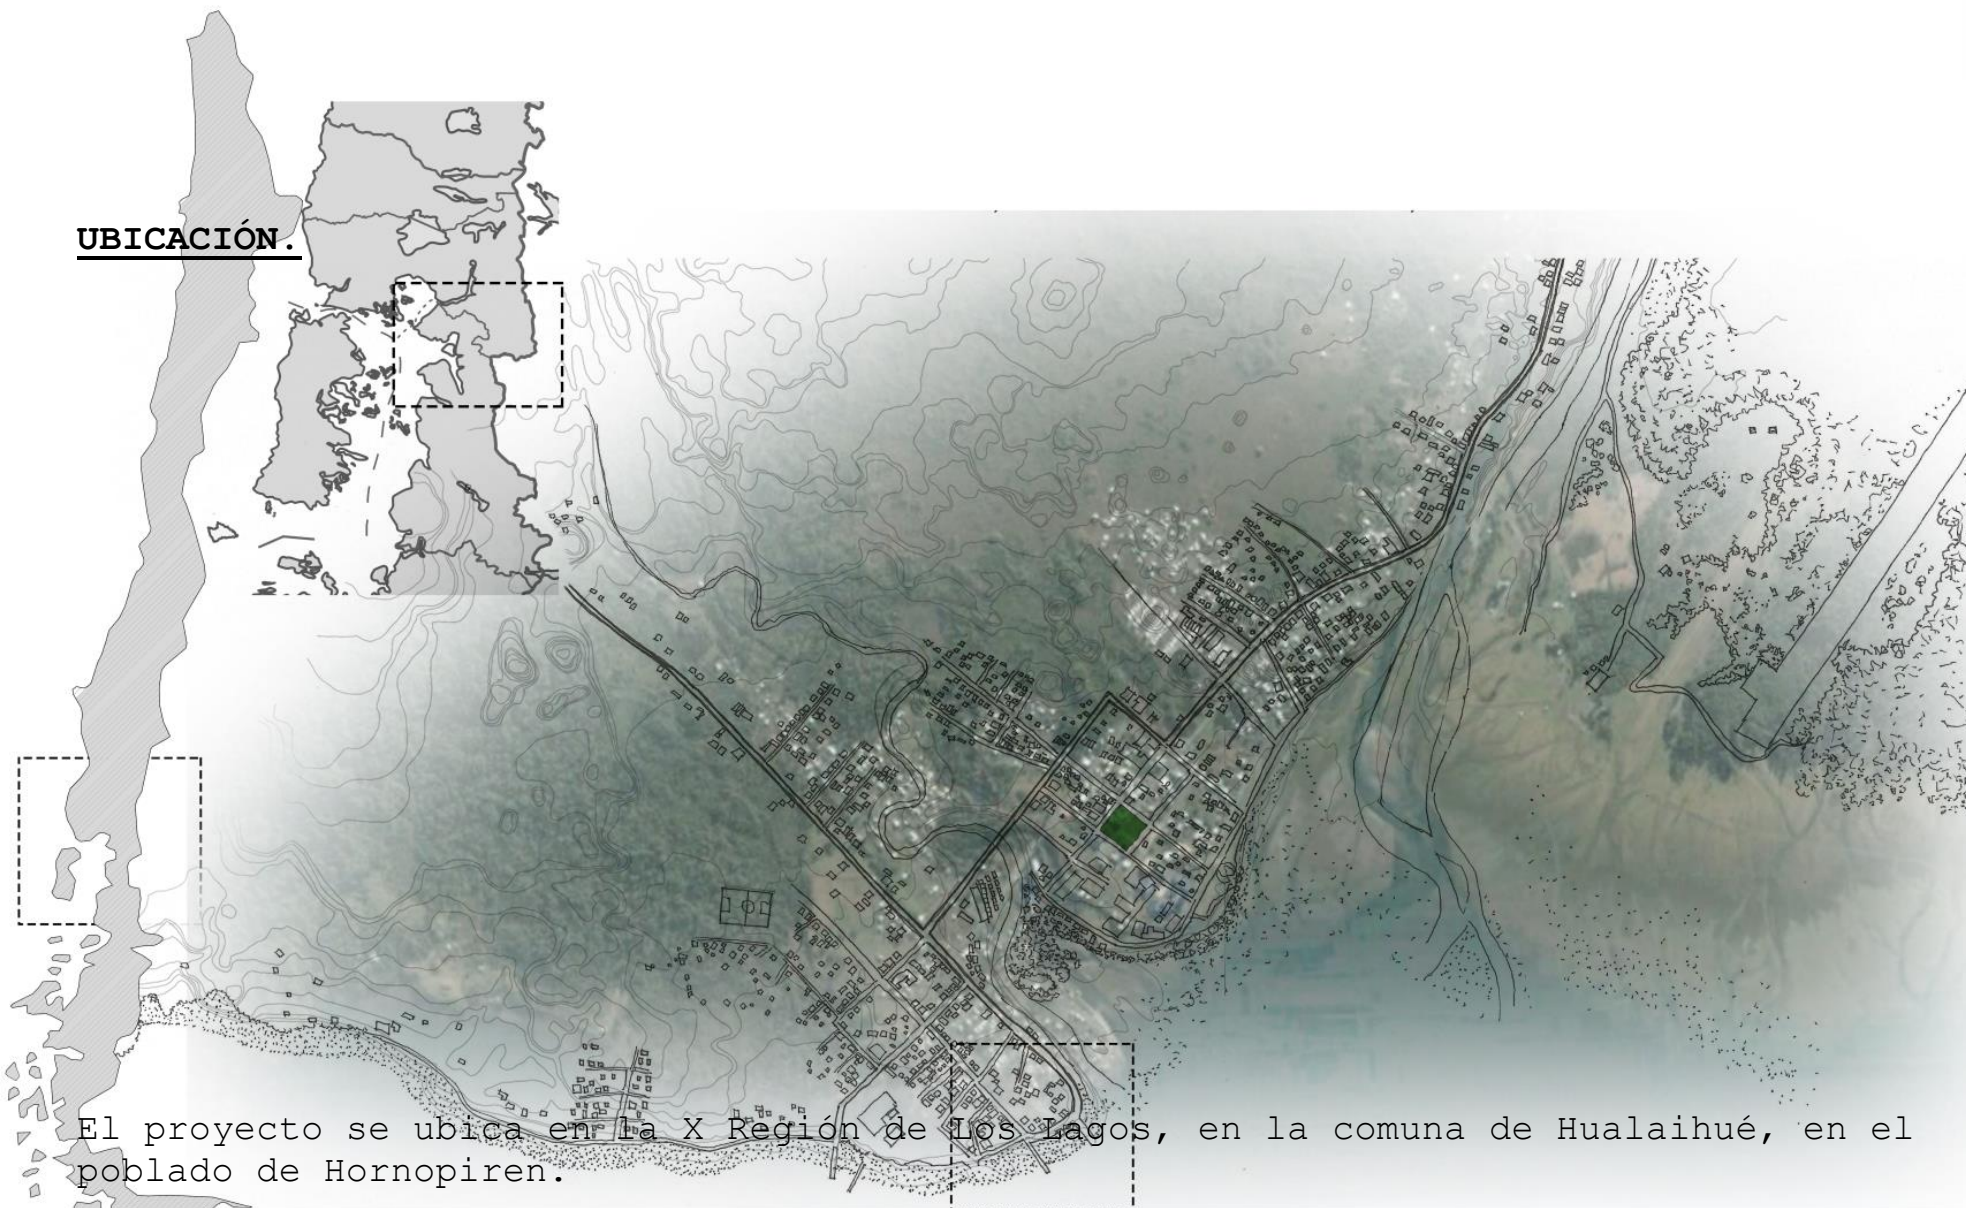 UBICACIÓN.
El proyecto se ubica en la X Región de Los Lagos, en la comuna de Hualaihué, en el
poblado de Hornopiren.